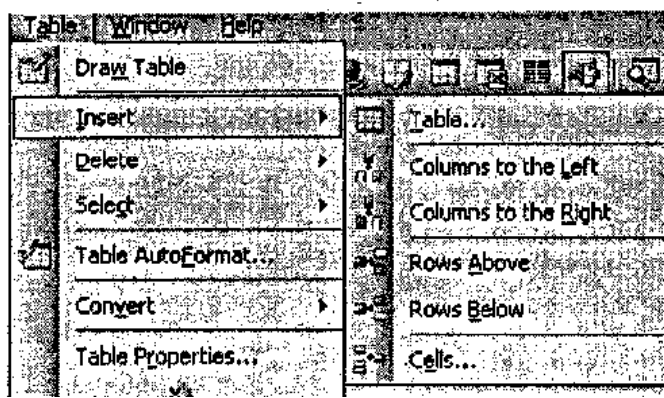 Table Window Help
Draw Table
Insert
Delete
Select
Table AutoFormat...
Convert
Table Properties...
Table...
Columns to the Left
Columns to the Right
Rows Above
Rows Below
Cells...